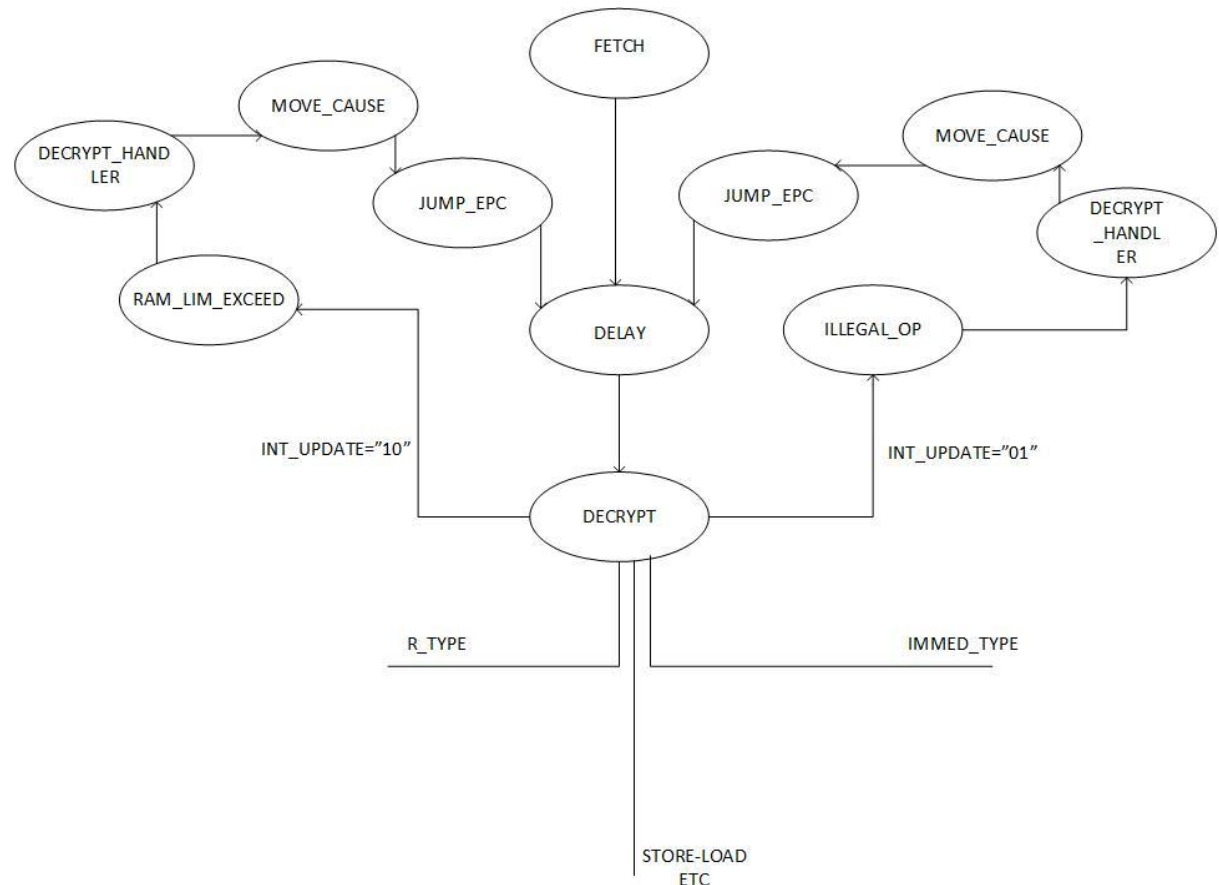 FETCH
MOVE_CAUSE
MOVE_CAUSE
DECRYPT_HAND
LER
JUMP_EPC
JUMP_EPC
DECRYPT
_HANDL
ER
RAM_LIM_EXCEED
DELAY
ILLEGAL_OP
INT_UPDATE=”10”
INT_UPDATE=”01”
DECRYPT
R_TYPE
IMMED_TYPE
STORE-LOAD
ETC